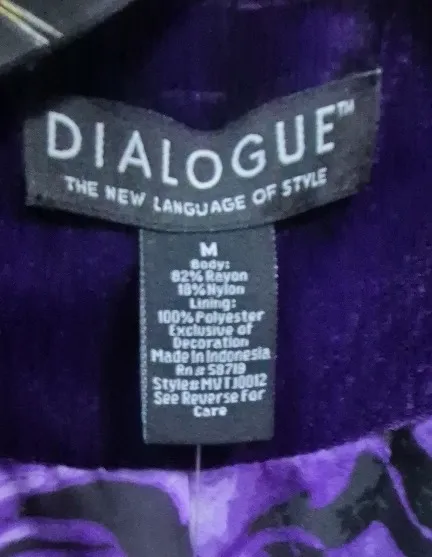 DIALOGUE™
THE NEW LANGUAGE OF STYLE
M
Body:
82% Rayon
18% Nylon
Lining:
100% Polyester
Exclusive of
Decoration
Made In Indonesia
Rn# 58719
Style# MVTJ0012
See Reverse For
Care